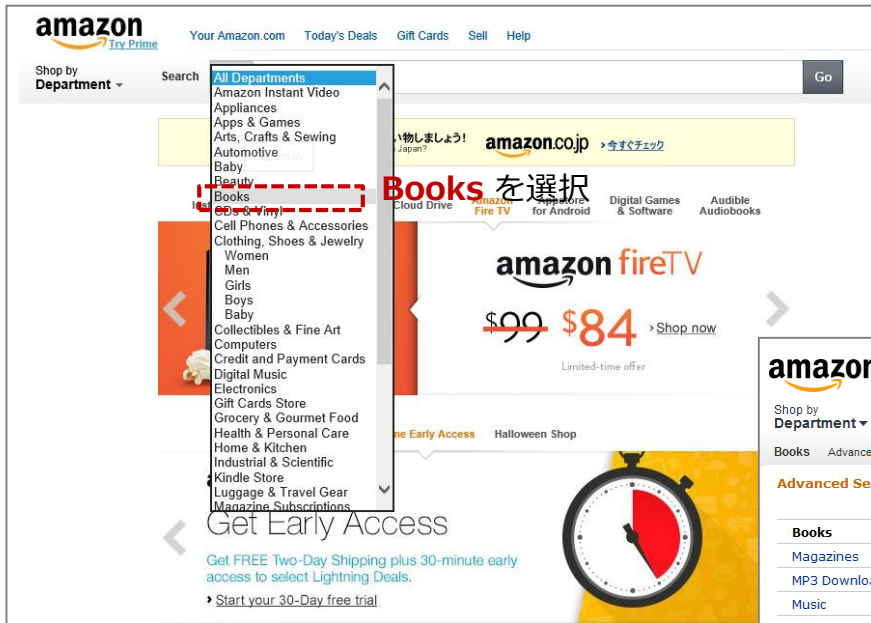 amazon
Try Prime
Your Amazon.com Today's Deals Gift Cards Sell Help
Shop by
Department
Search
Go
All Departments
Amazon Instant Video
Appliances
Apps & Games
Arts, Crafts & Sewing
Automotive
Baby
Beauty
Books
CDs & Vinyl
Cell Phones & Accessories
Clothing, Shoes & Jewelry
Women
Men
Girls
Boys
Baby
Collectibles & Fine Art
Computers
Credit and Payment Cards
Digital Music
Electronics
Gift Cards Store
Grocery & Gourmet Food
Health & Personal Care
Home & Kitchen
Industrial & Scientific
Kindle Store
Luggage & Travel Gear
Magazine Subscriptions
い物しましょう!
Japan?
amazon.co.jp
今すぐチェック
Books を選択
Cloud Drive
Amazon
Fire TV
Appstore
for Android
Digital Games
& Software
Audible
Audiobooks
amazon fireTV
$99 $84 Shop now
Limited-time offer
Early Access Halloween Shop
Get Early Access
Get FREE Two-Day Shipping plus 30-minute early
access to select Lightning Deals.
Start your 30-Day free trial
amazon
Shop by
Department
Books Advance
Advanced Se
Books
Magazines
MP3 Downloa
Music